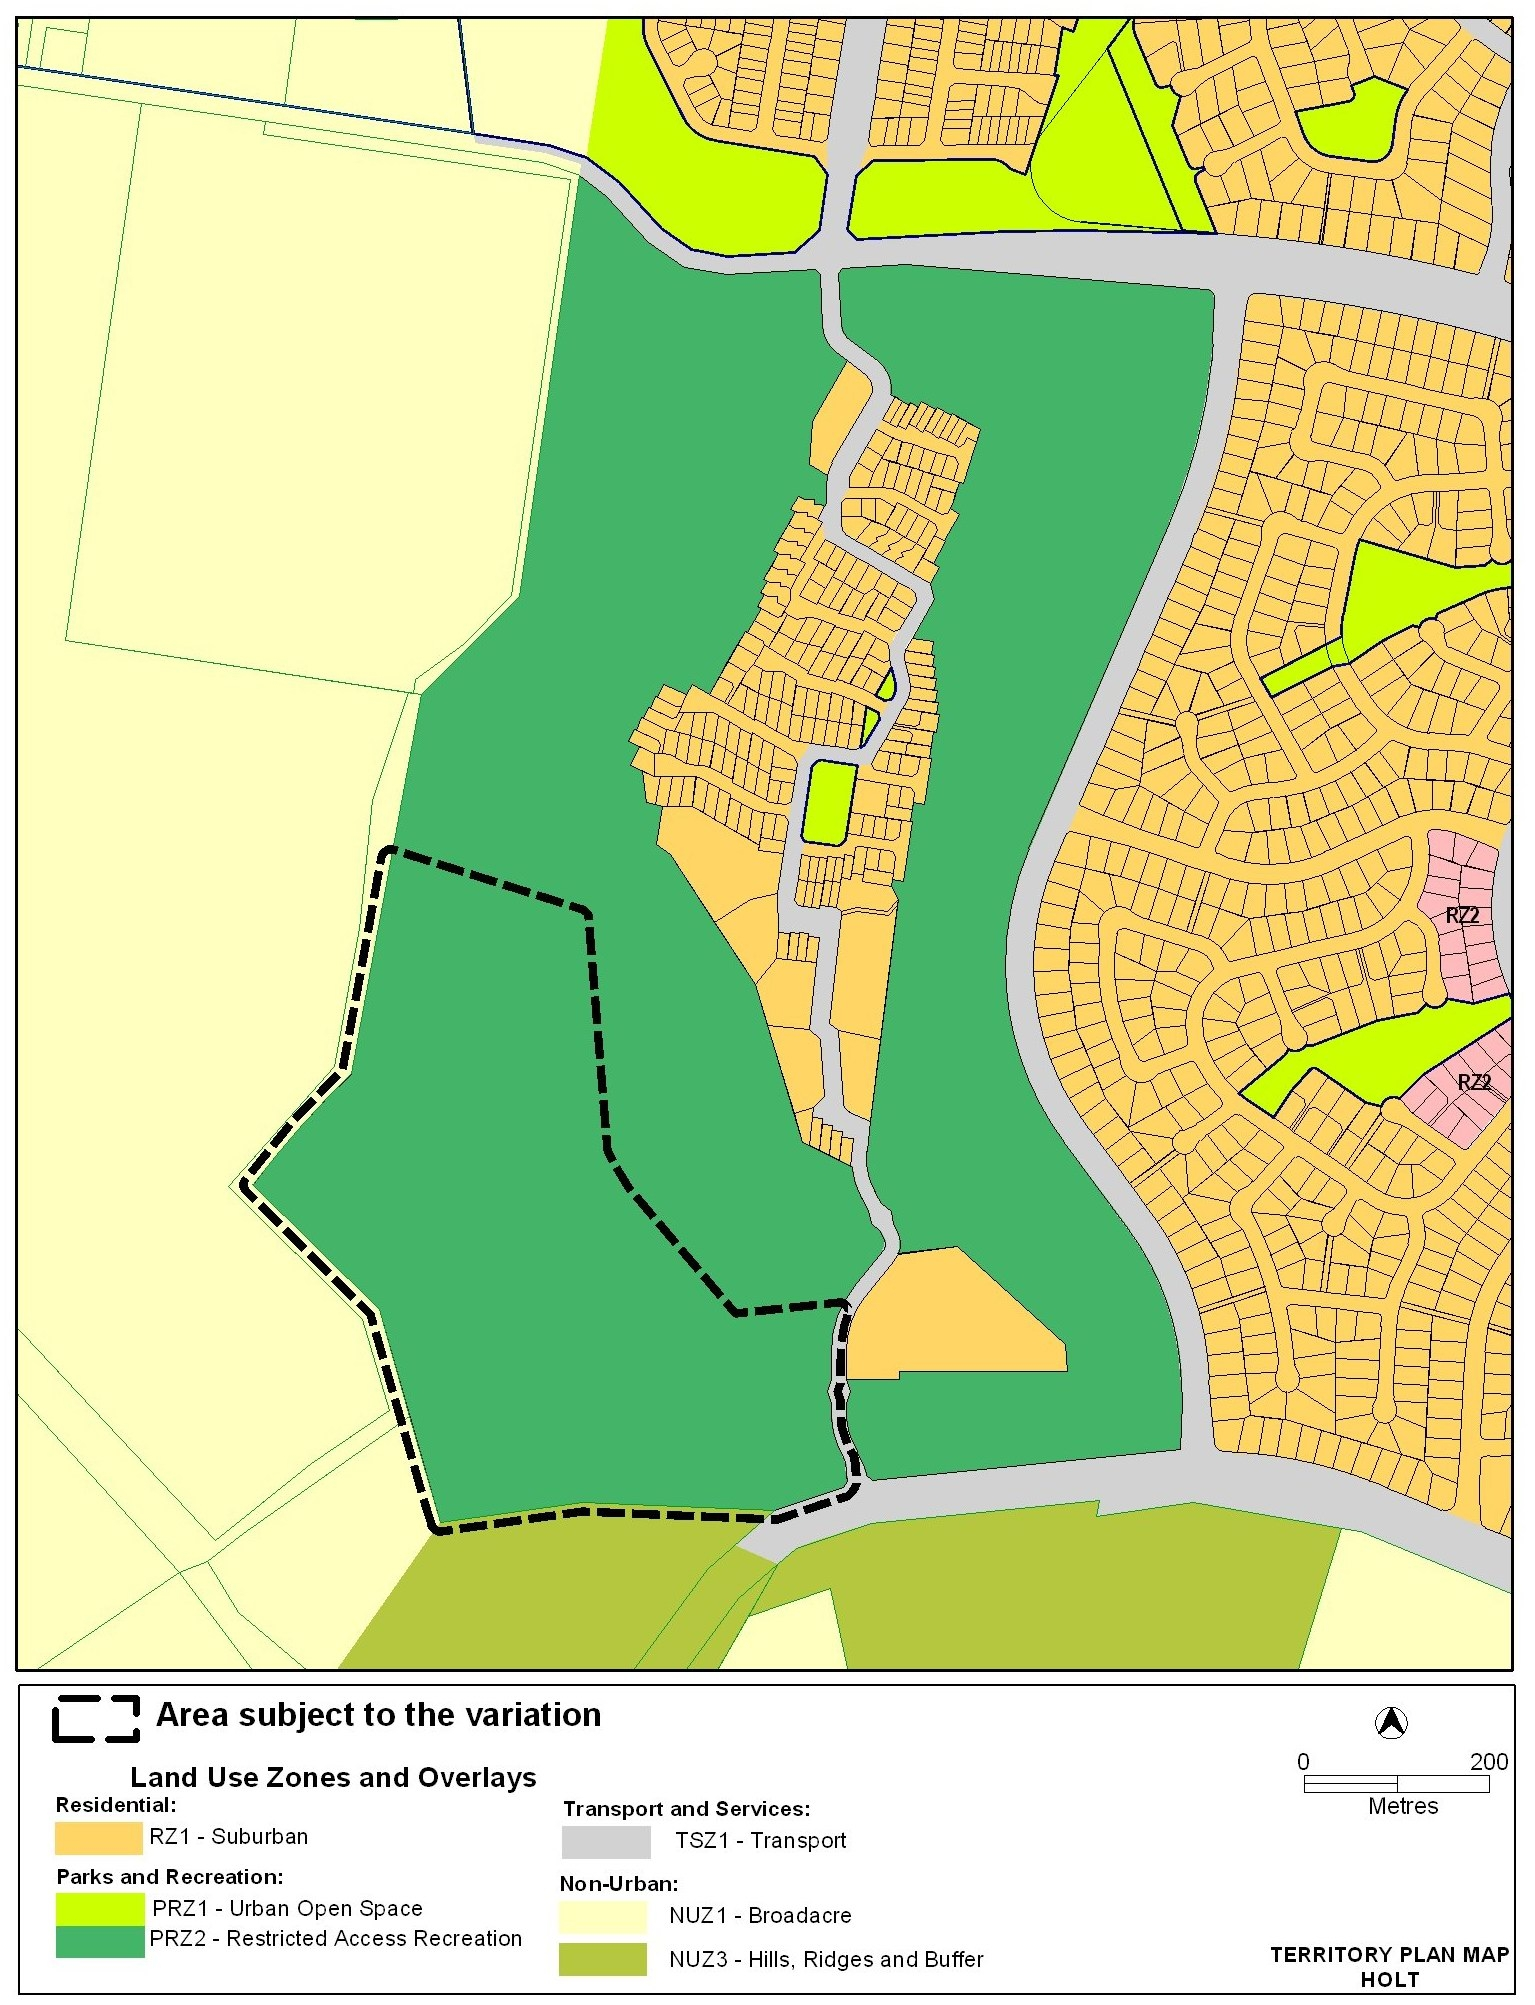 RZ2
RZ2
Area subject to the variation
Land Use Zones and Overlays
Residential:
RZ1 - Suburban
Parks and Recreation:
PRZ1 - Urban Open Space
PRZ2 - Restricted Access Recreation
Transport and Services:
TSZ1 - Transport
Non-Urban:
NUZ1 - Broadacre
NUZ3 - Hills, Ridges and Buffer
0 200
Metres
TERRITORY PLAN MAP
HOLT